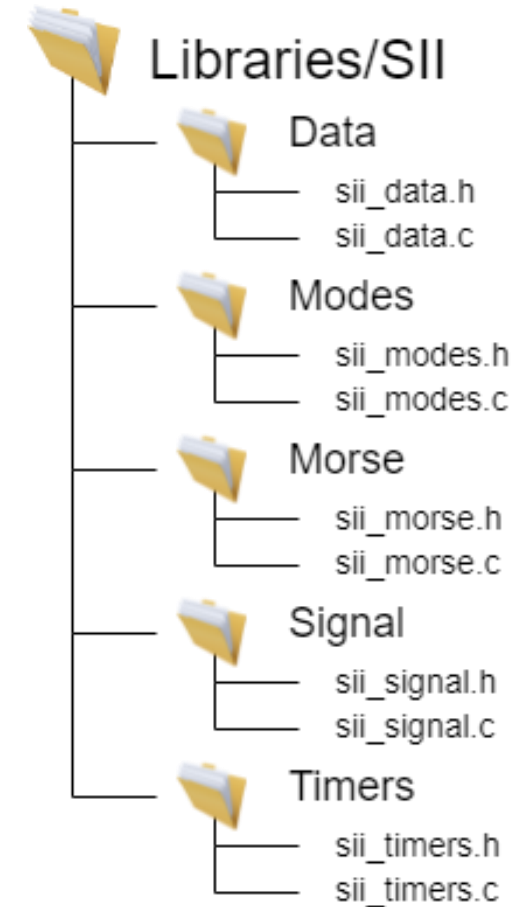 Libraries/SII
Data
sii_data.h
sii_data.c
Modes
sii_modes.h
sii_modes.c
Morse
sii_morse.h
sii_morse.c
Signal
sii_signal.h
sii_signal.c
Timers
sii_timers.h
sii_timers.c